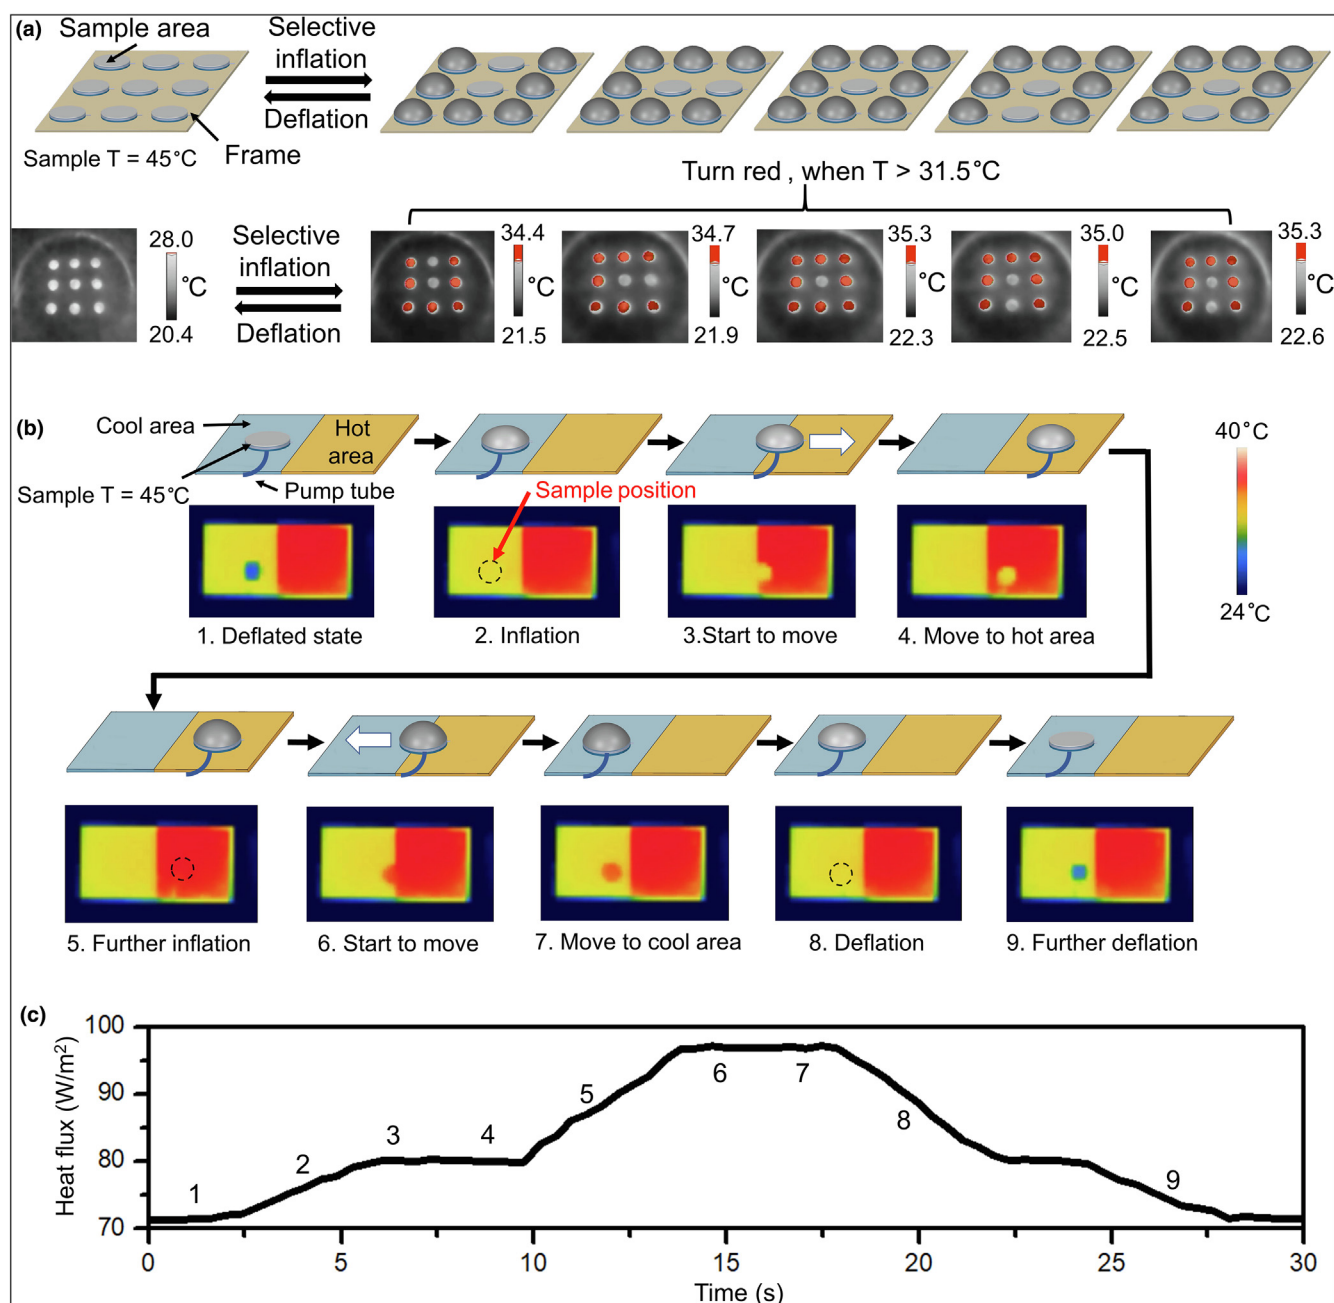 (a)
Sample area
Selective
inflation
Deflation
Sample T = 45°C
Frame
Turn red , when T > 31.5°C
28.0
°C
20.4
Selective
inflation
Deflation
34.4
°C
21.5
34.7
°C
21.9
35.3
°C
22.3
35.0
°C
22.5
35.3
°C
22.6
(b)
Cool area
Hot
area
Sample T = 45°C
Pump tube
Sample position
40°C
24°C
1. Deflated state
2. Inflation
3.Start to move
4. Move to hot area
5. Further inflation
6. Start to move
7. Move to cool area
8. Deflation
9. Further deflation
(c)
Heat flux (W/m²)
100
90
80
70
1
2
3
4
5
6
7
8
9
0
5
10
15
20
25
30
Time (s)